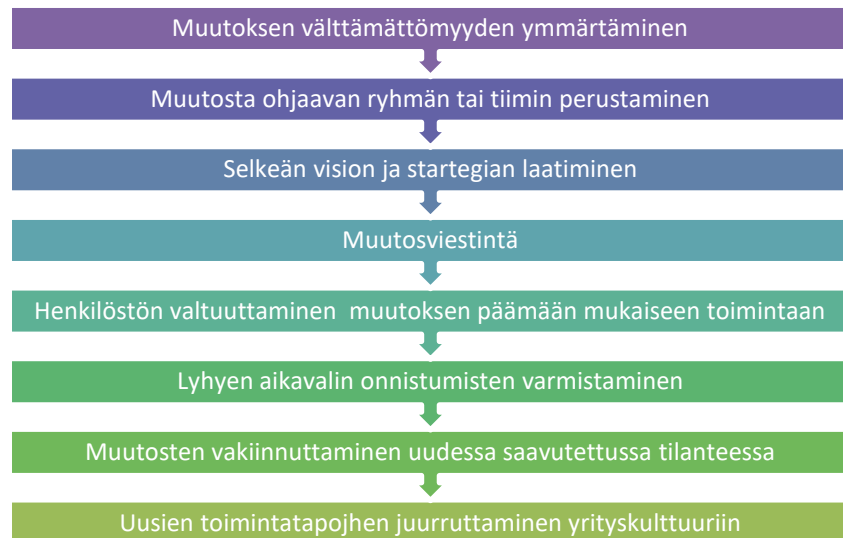 Muutoksen välttämättömyyden ymmärtäminen
Muutosta ohjaavan ryhmän tai tiimin perustaminen
Selkeän vision ja startegian laatiminen
Muutosviestintä
Henkilöstön valtuuttaminen muutoksen päämään mukaiseen toimintaan
Lyhyen aikavalin onnistumisten varmistaminen
Muutosten vakiinnuttaminen uudessa saavutettussa tilanteessa
Uusien toimintatapojhen juurruttaminen yrityskulttuuriin